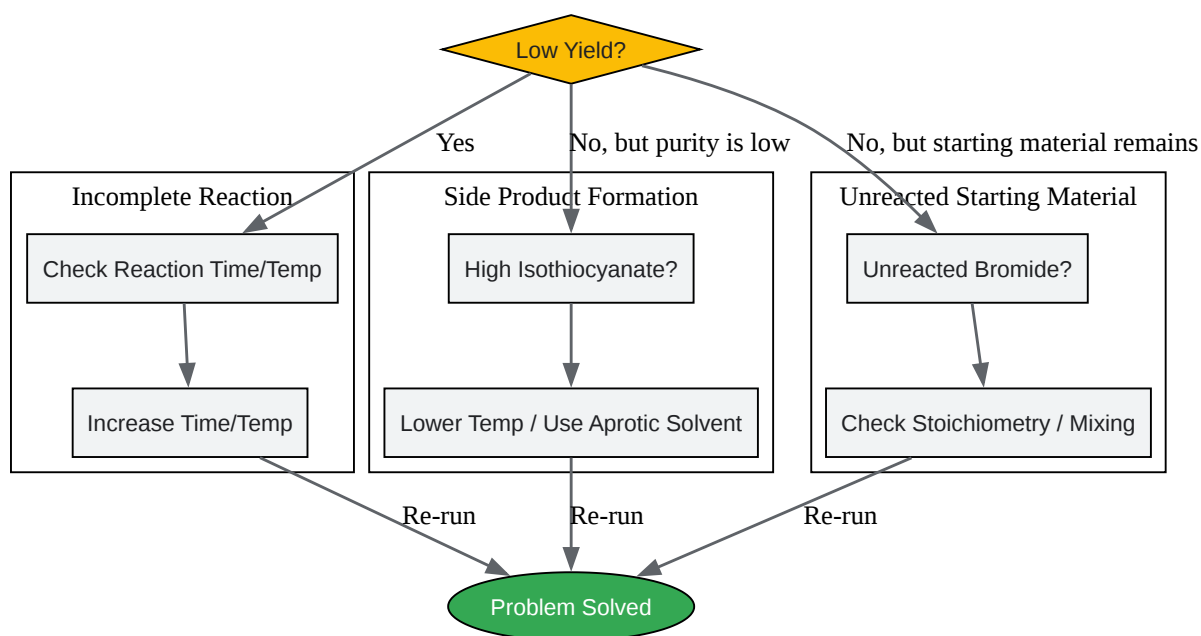 Low Yield?
Yes
No, but purity is low
No, but starting material remains
Incomplete Reaction
Side Product Formation
Unreacted Starting Material
Check Reaction Time/Temp
High Isothiocyanate?
Unreacted Bromide?
Increase Time/Temp
Lower Temp / Use Aprotic Solvent
Check Stoichiometry / Mixing
Re-run
Re-run
Re-run
Problem Solved